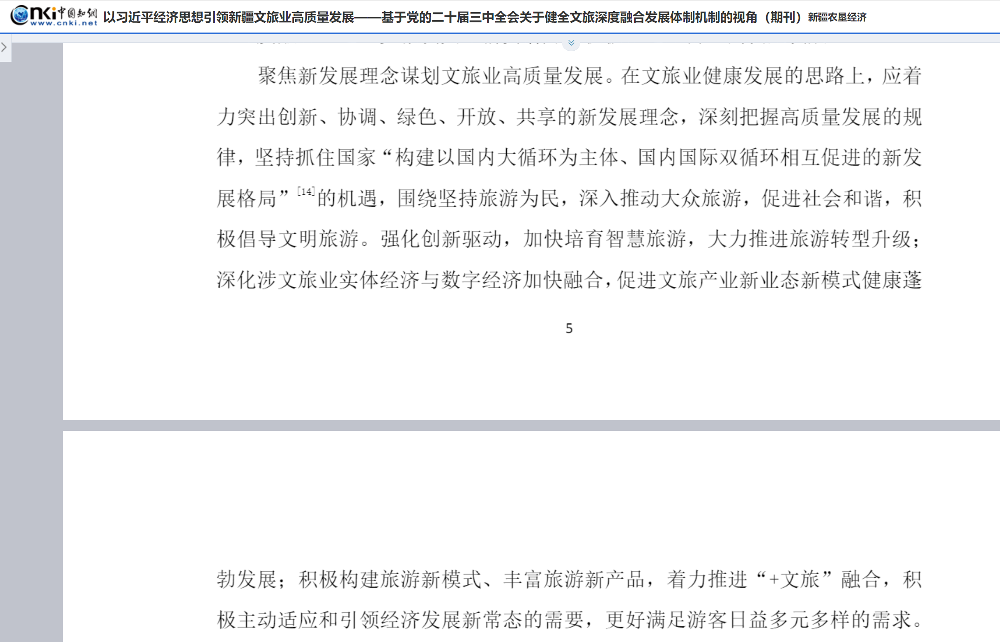 cnki中国知网
www.cnki.net
以习近平经济思想引领新疆文旅业高质量发展——基于党的二十届三中全会关于健全文旅深度融合发展体制机制的视角（期刊）新疆农垦经济
聚焦新发展理念谋划文旅业高质量发展。在文旅业健康发展的思路上，应着
力突出创新、协调、绿色、开放、共享的新发展理念，深刻把握高质量发展的规
律，坚持抓住国家“构建以国内大循环为主体、国内国际双循环相互促进的新发
展格局”[14]的机遇，围绕坚持旅游为民，深入推动大众旅游，促进社会和谐，积
极倡导文明旅游。强化创新驱动，加快培育智慧旅游，大力推进旅游转型升级；
深化涉文旅业实体经济与数字经济加快融合，促进文旅产业新业态新模式健康蓬
5
勃发展；积极构建旅游新模式、丰富旅游新产品，着力推进“+文旅”融合，积
极主动适应和引领经济发展新常态的需要，更好满足游客日益多元多样的需求。